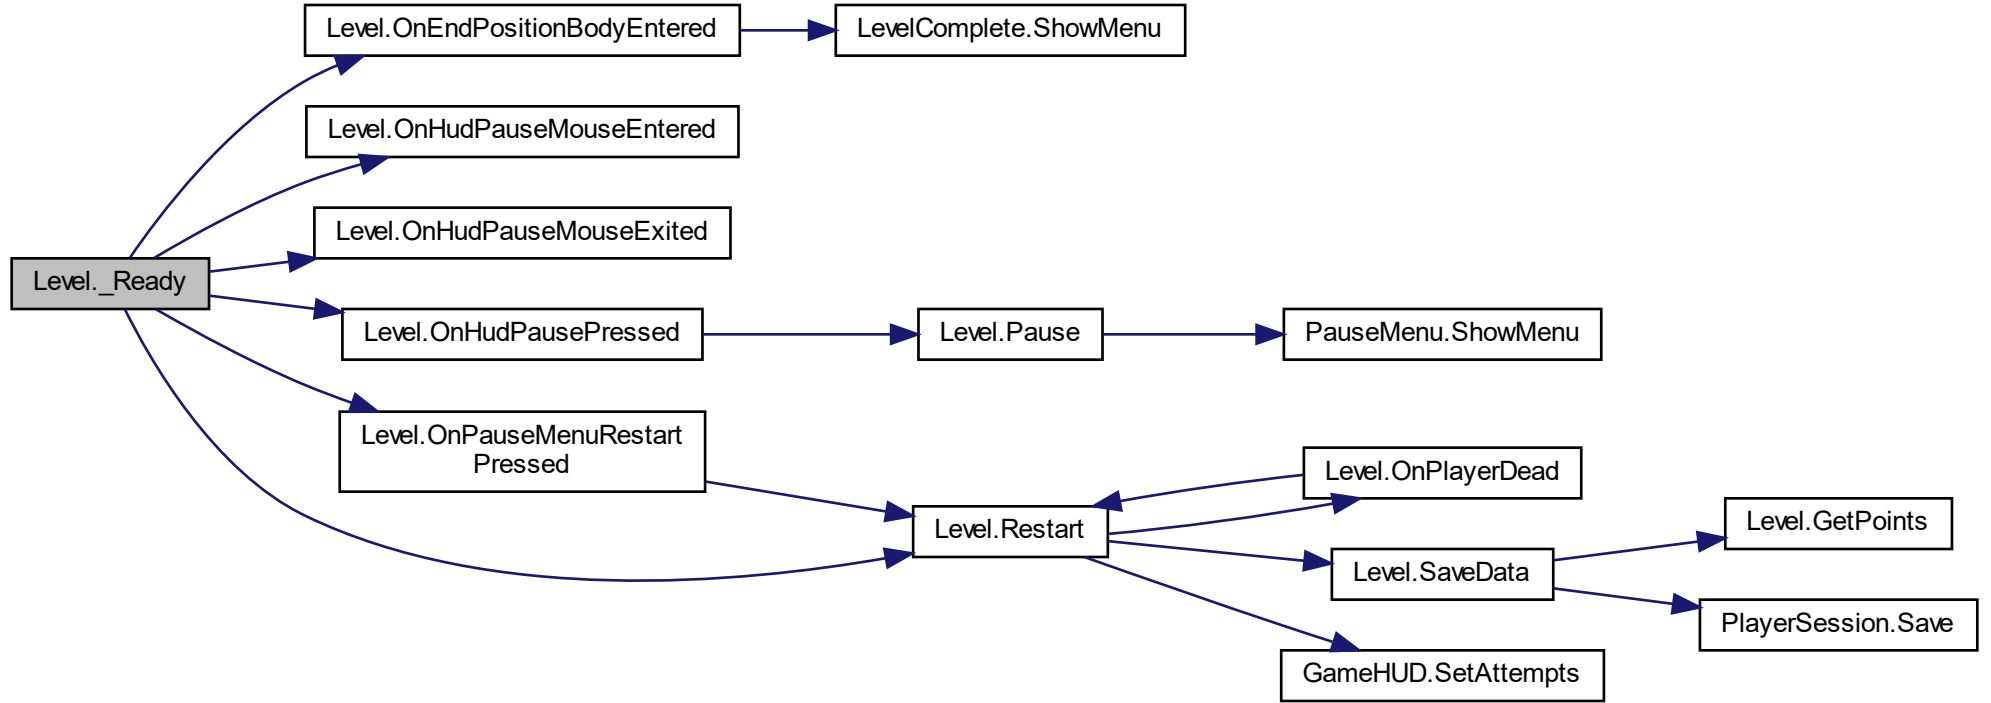 Level._Ready
Level.OnEndPositionBodyEntered
LevelComplete.ShowMenu
Level.OnHudPauseMouseEntered
Level.OnHudPauseMouseExited
Level.OnHudPausePressed
Level.Pause
PauseMenu.ShowMenu
Level.OnPauseMenuRestart
Pressed
Level.Restart
Level.OnPlayerDead
Level.SaveData
Level.GetPoints
PlayerSession.Save
GameHUD.SetAttempts